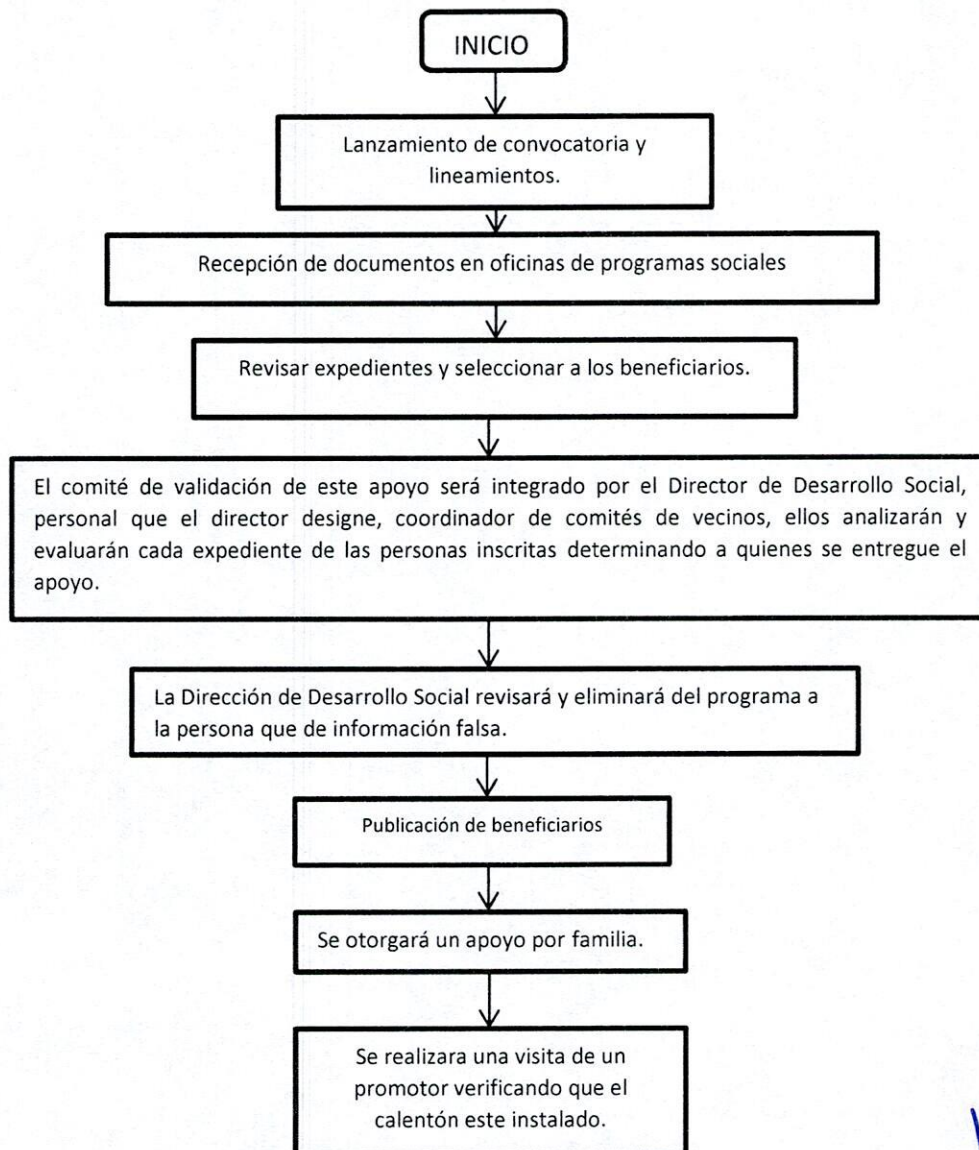 INICIO
Lanzamiento de convocatoria y
lineamientos.
Recepción de documentos en oficinas de programas sociales
Revisar expedientes y seleccionar a los beneficiarios.
El comité de validación de este apoyo será integrado por el Director de Desarrollo Social,
personal que el director designe, coordinador de comités de vecinos, ellos analizarán y
evaluarán cada expediente de las personas inscritas determinando a quienes se entregue el
apoyo.
La Dirección de Desarrollo Social revisará y eliminará del programa a
la persona que de información falsa.
Publicación de beneficiarios
Se otorgará un apoyo por familia.
Se realizara una visita de un
promotor verificando que el
calentón este instalado.